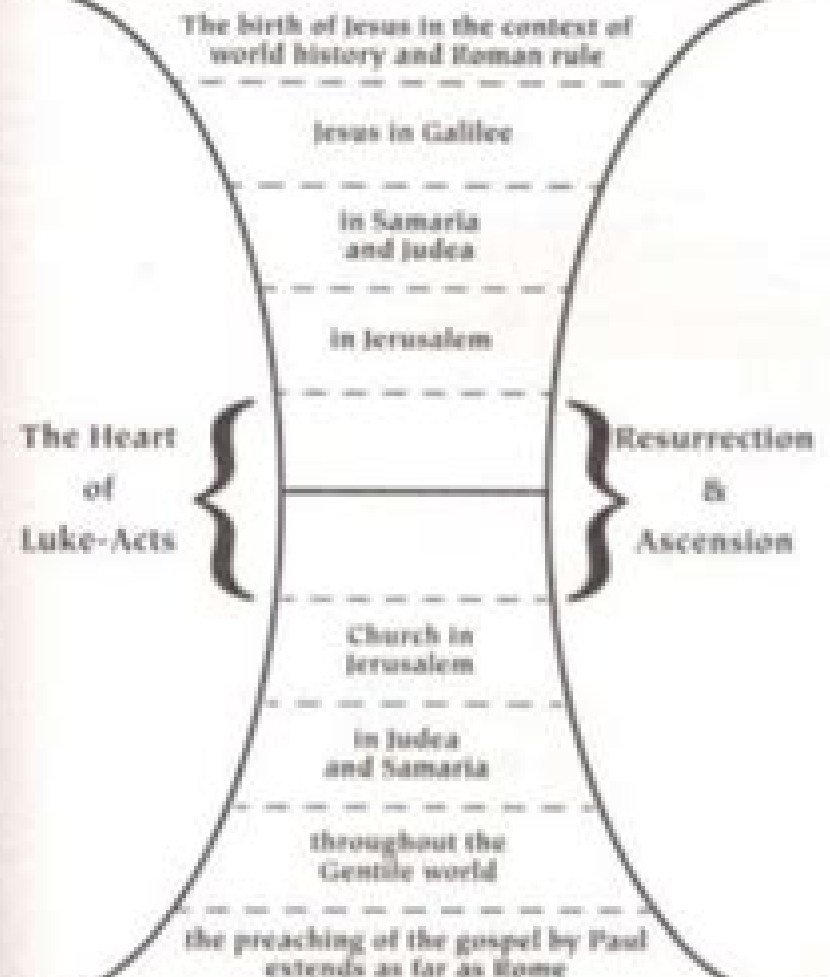 The birth of Jesus in the context of
world history and Roman rule
Jesus in Galilee
in Samaria
and Judea
in Jerusalem
The Heart
of
Luke-Acts
Resurrection
&
Ascension
Church in
Jerusalem
in Judea
and Samaria
throughout the
Gentile world
the preaching of the gospel by Paul
extends as far as Rome